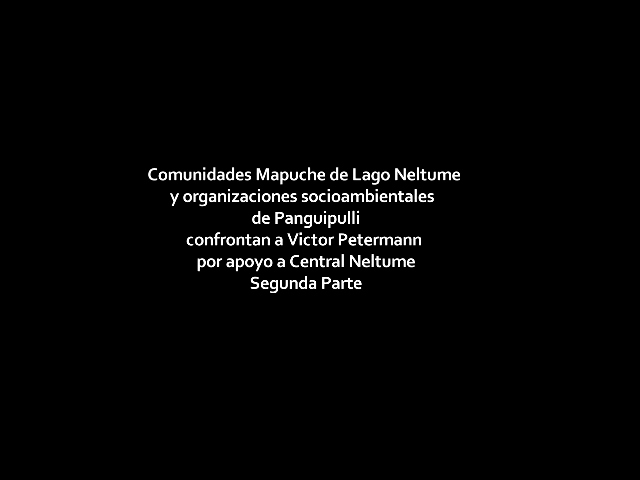 Comunidades Mapuche de Lago Neltume
y organizaciones socioambientales
de Panguipulli
confrontan a Victor Petermann
por apoyo a Central Neltume
Segunda Parte